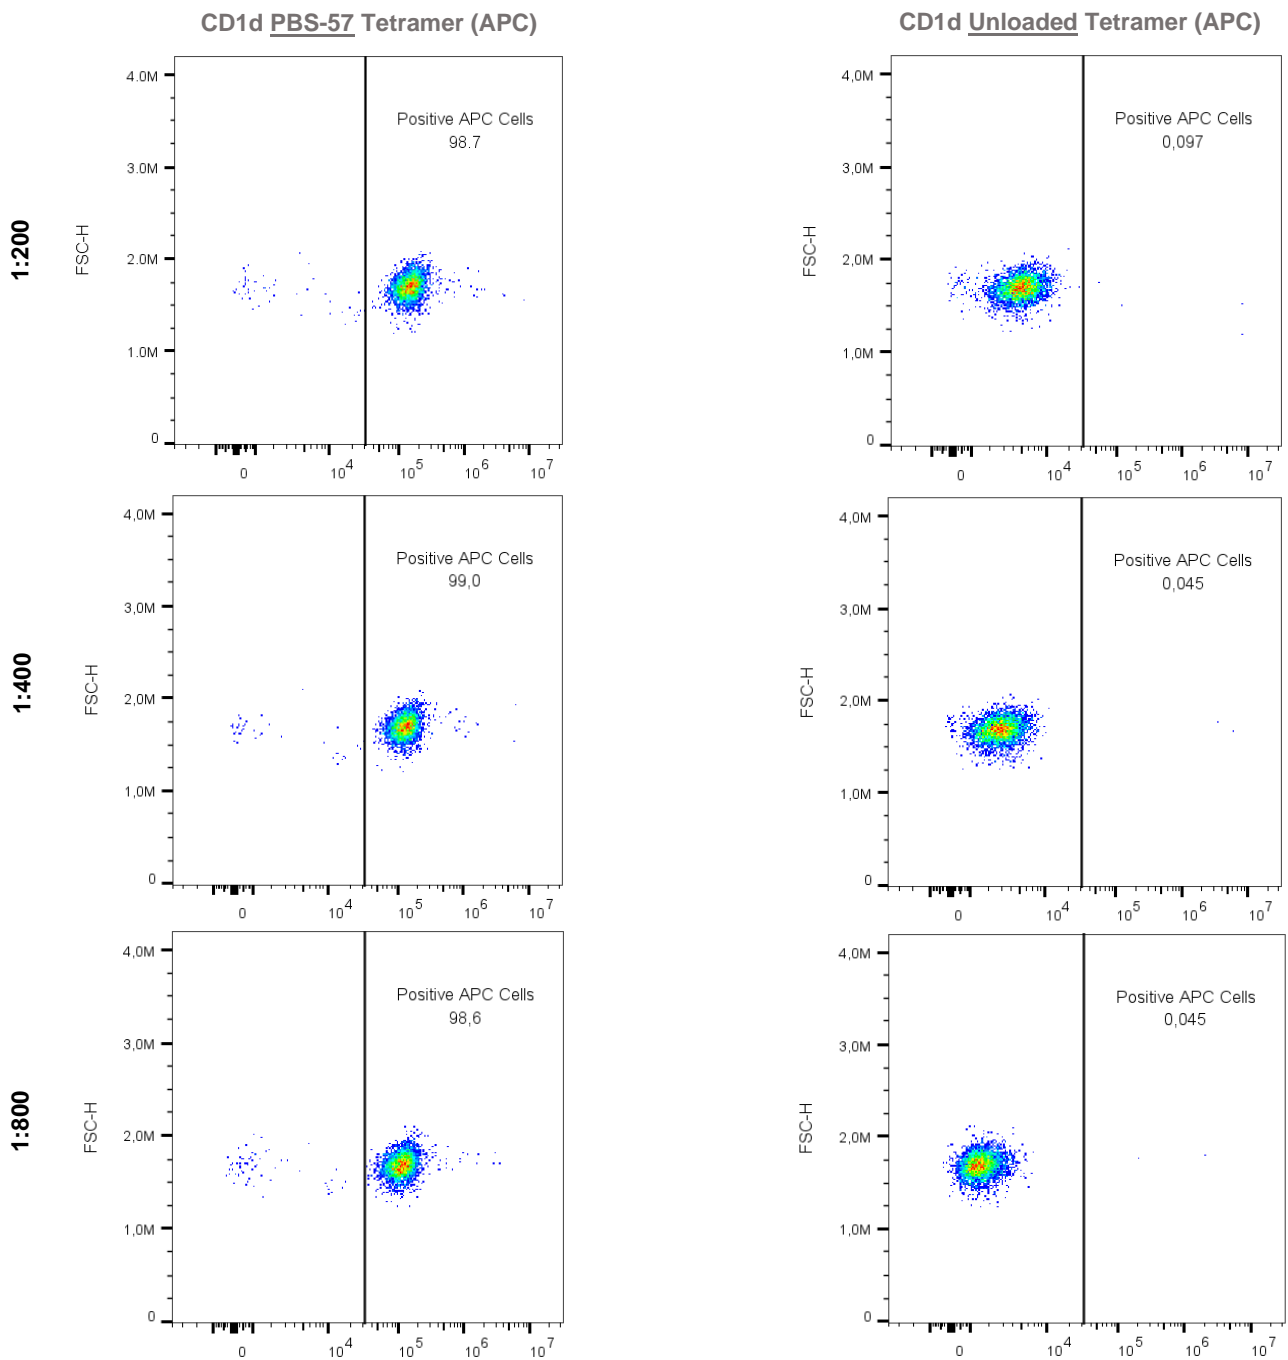 CD1d PBS-57 Tetramer (APC)
CD1d Unloaded Tetramer (APC)
1:200
FSC-H
4.0M
3.0M
2.0M
1.0M
0
Positive APC Cells
98.7
0 10^4 10^5 10^6 10^7
FSC-H
4,0M
3,0M
2,0M
1,0M
0
Positive APC Cells
0,097
0 10^4 10^5 10^6 10^7
1:400
FSC-H
4,0M
3,0M
2,0M
1,0M
0
Positive APC Cells
99,0
0 10^4 10^5 10^6 10^7
FSC-H
4,0M
3,0M
2,0M
1,0M
0
Positive APC Cells
0,045
0 10^4 10^5 10^6 10^7
1:800
FSC-H
4,0M
3,0M
2,0M
1,0M
0
Positive APC Cells
98,6
0 10^4 10^5 10^6 10^7
FSC-H
4,0M
3,0M
2,0M
1,0M
0
Positive APC Cells
0,045
0 10^4 10^5 10^6 10^7